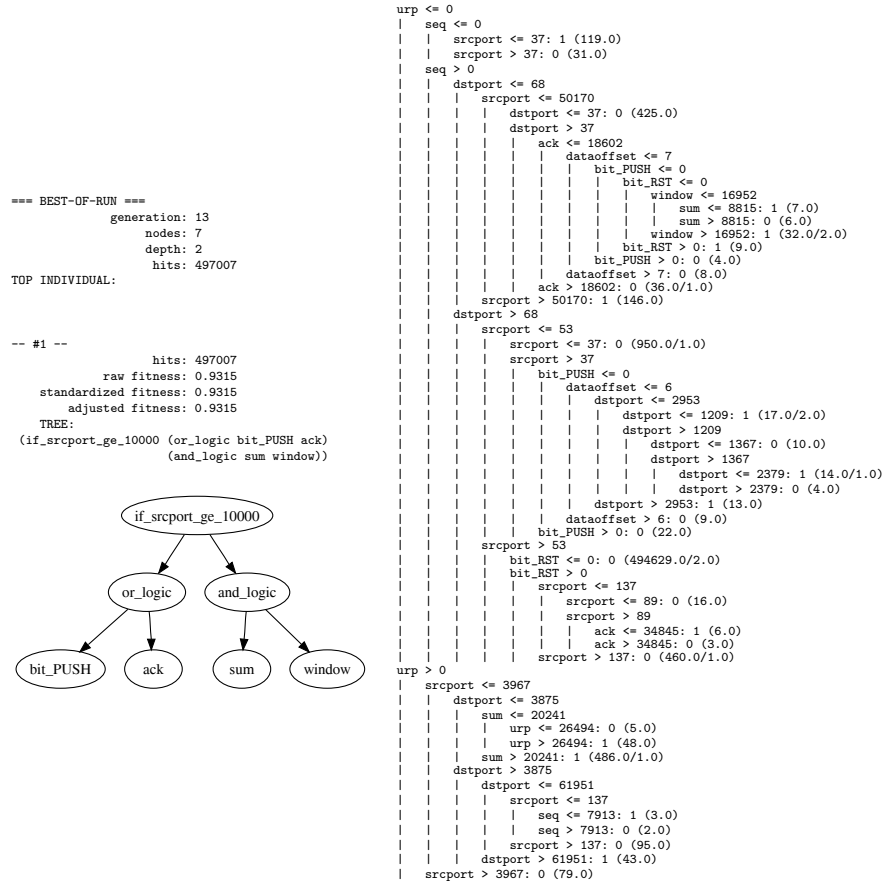 === BEST-OF-RUN ===
generation: 13
nodes: 7
depth: 2
hits: 497007
TOP INDIVIDUAL:
-- #1 --
hits: 497007
raw fitness: 0.9315
standardized fitness: 0.9315
adjusted fitness: 0.9315
TREE:
(if_srcport_ge_10000 (or_logic bit_PUSH ack)
(and_logic sum window))
if_srcport_ge_10000
or_logic and_logic
bit_PUSH ack sum window
urp <= 0
| seq <= 0
| | srcport <= 37: 1 (119.0)
| | srcport > 37: 0 (31.0)
| seq > 0
| | dstport <= 68
| | | srcport <= 50170
| | | | dstport <= 37: 0 (425.0)
| | | | dstport > 37
| | | | | ack <= 18602
| | | | | | dataoffset <= 7
| | | | | | | bit_PUSH <= 0
| | | | | | | | bit_RST <= 0
| | | | | | | | | window <= 16952
| | | | | | | | | | sum <= 8815: 1 (7.0)
| | | | | | | | | | sum > 8815: 0 (6.0)
| | | | | | | | | window > 16952: 1 (32.0/2.0)
| | | | | | | | bit_RST > 0: 1 (9.0)
| | | | | | | bit_PUSH > 0: 0 (4.0)
| | | | | | dataoffset > 7: 0 (8.0)
| | | | | ack > 18602: 0 (36.0/1.0)
| | | srcport > 50170: 1 (146.0)
| | dstport > 68
| | | srcport <= 53
| | | | srcport <= 37: 0 (950.0/1.0)
| | | | srcport > 37
| | | | | bit_PUSH <= 0
| | | | | | dataoffset <= 6
| | | | | | | dstport <= 2953
| | | | | | | | dstport <= 1209: 1 (17.0/2.0)
| | | | | | | | dstport > 1209
| | | | | | | | | dstport <= 1367: 0 (10.0)
| | | | | | | | | dstport > 1367
| | | | | | | | | | dstport <= 2379: 1 (14.0/1.0)
| | | | | | | | | | dstport > 2379: 0 (4.0)
| | | | | | | dstport > 2953: 1 (13.0)
| | | | | | dataoffset > 6: 0 (9.0)
| | | | | bit_PUSH > 0: 0 (22.0)
| | | srcport > 53
| | | | bit_RST <= 0: 0 (494629.0/2.0)
| | | | bit_RST > 0
| | | | | srcport <= 137
| | | | | | srcport <= 89: 0 (16.0)
| | | | | | srcport > 89
| | | | | | | ack <= 34845: 1 (6.0)
| | | | | | | ack > 34845: 0 (3.0)
| | | | | srcport > 137: 0 (460.0/1.0)
urp > 0
| srcport <= 3967
| | dstport <= 3875
| | | sum <= 20241
| | | | urp <= 26494: 0 (5.0)
| | | | urp > 26494: 1 (48.0)
| | | sum > 20241: 1 (486.0/1.0)
| | dstport > 3875
| | | dstport <= 61951
| | | | srcport <= 137
| | | | | seq <= 7913: 1 (3.0)
| | | | | seq > 7913: 0 (2.0)
| | | | srcport > 137: 0 (95.0)
| | | dstport > 61951: 1 (43.0)
| srcport > 3967: 0 (79.0)